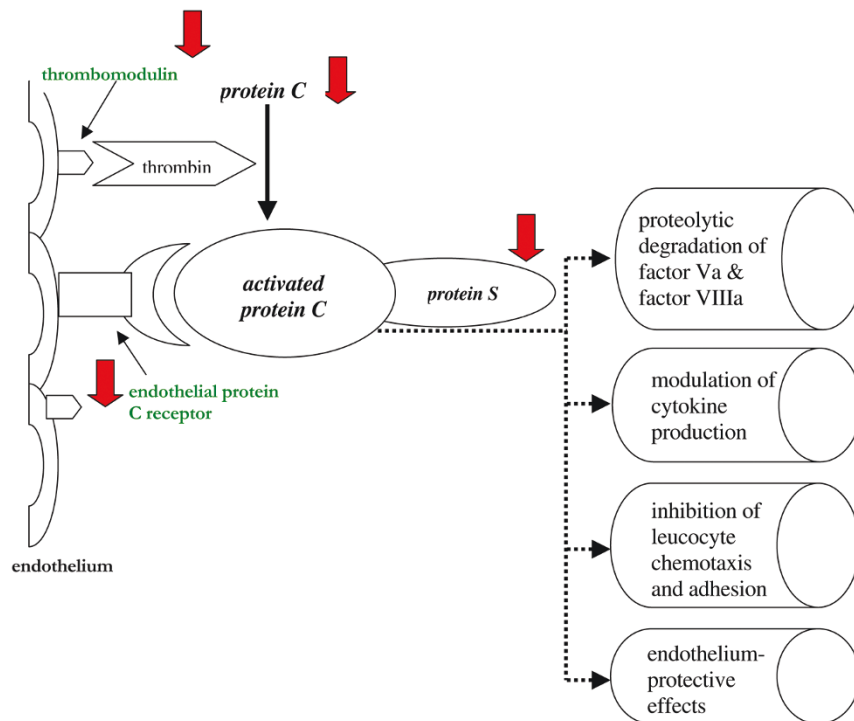 thrombomodulin
protein C
thrombin
activated
protein C
protein S
endothelial protein
C receptor
endothelium
proteolytic
degradation of
factor Va &
factor VIIIa
modulation of
cytokine
production
inhibition of
leucocyte
chemotaxis
and adhesion
endothelium-
protective
effects